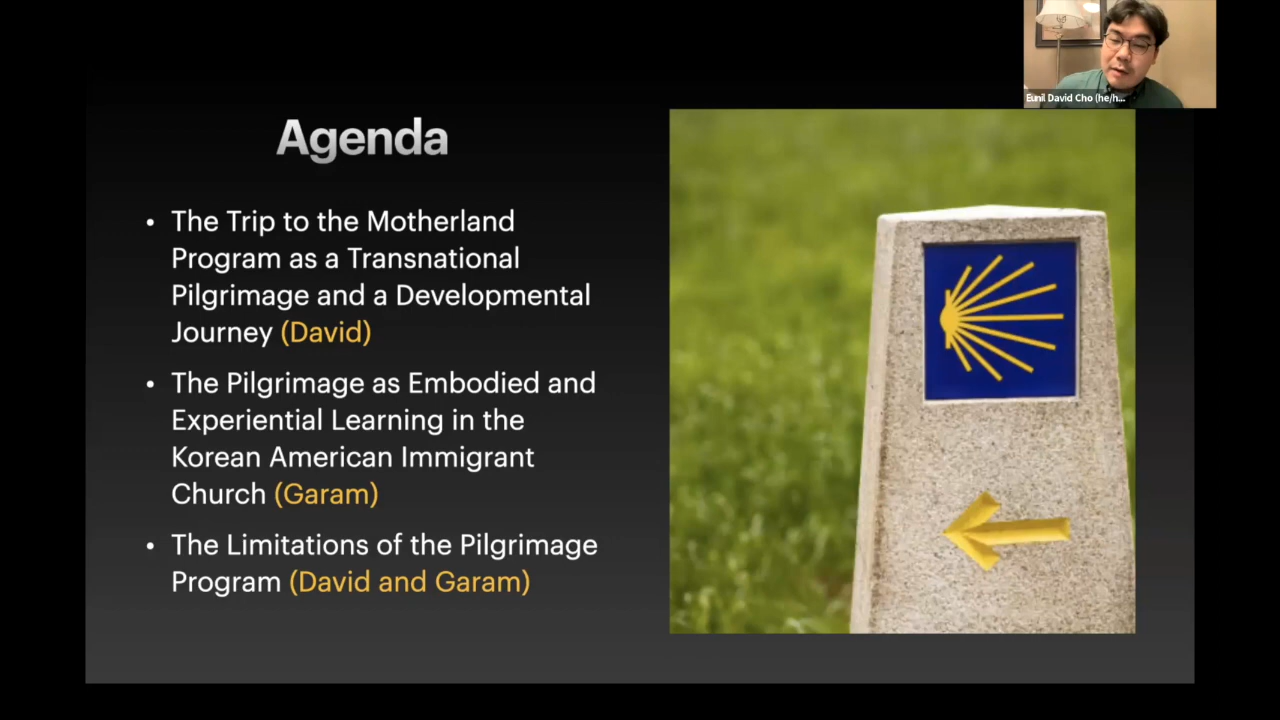 Eunil David Cho (he/h...
Agenda
• The Trip to the Motherland
Program as a Transnational
Pilgrimage and a Developmental
Journey (David)
• The Pilgrimage as Embodied and
Experiential Learning in the
Korean American Immigrant
Church (Garam)
• The Limitations of the Pilgrimage
Program (David and Garam)